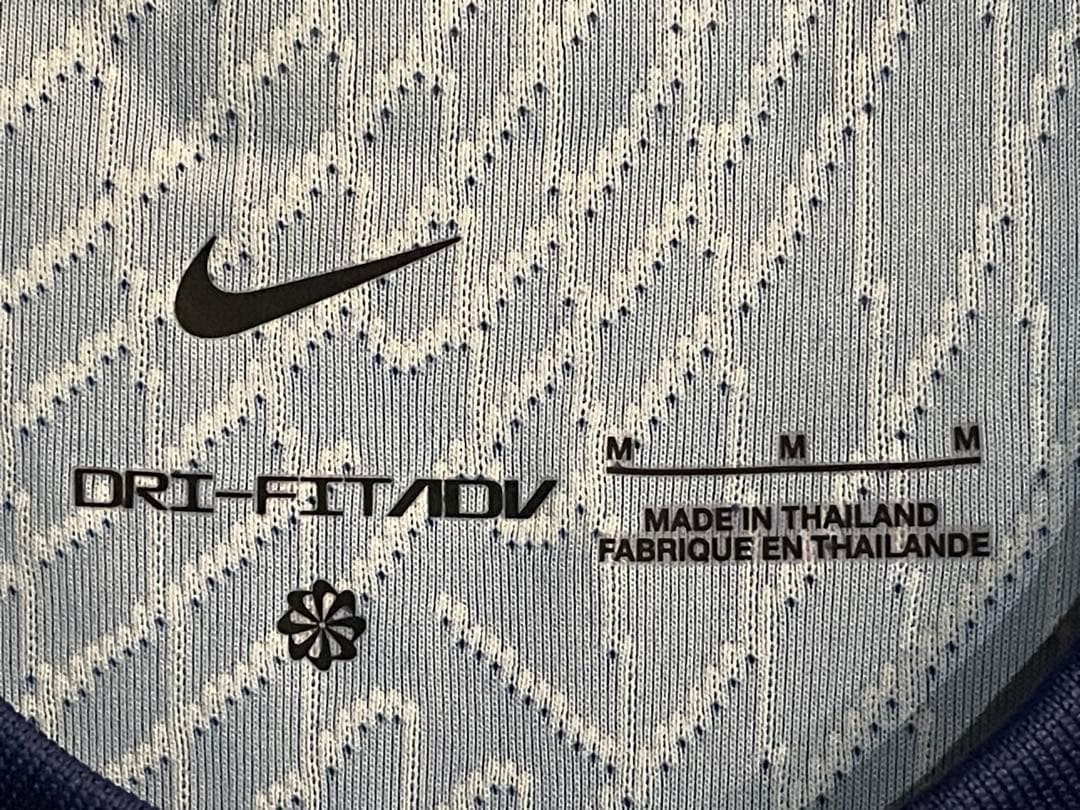 DRI-FIT ADV
M M M
MADE IN THAILAND
FABRIQUE EN THAILANDE